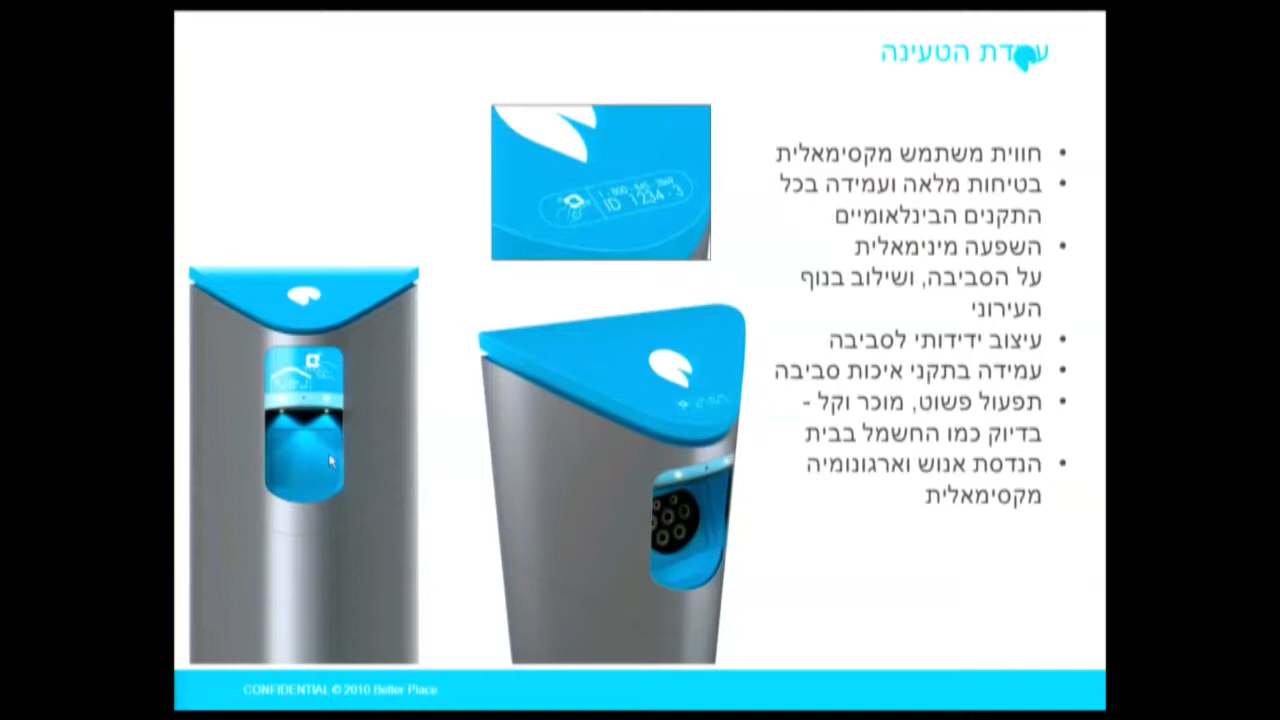 עמדת הטעינה
• חווית משתמש מקסימאלית
• בטיחות מלאה ועמידה בכל
התקנים הבינלאומיים
• השפעה מינימאלית
על הסביבה, ושילוב בנוף
העירוני
• עיצוב ידידותי לסביבה
• עמידה בתקני איכות סביבה
• תפעול פשוט, מוכר וקל -
בדיוק כמו החשמל בבית
• הנדסת אנוש וארגונומיה
מקסימאלית
ID 1234-3
CONFIDENTIAL © 2010 Better Place